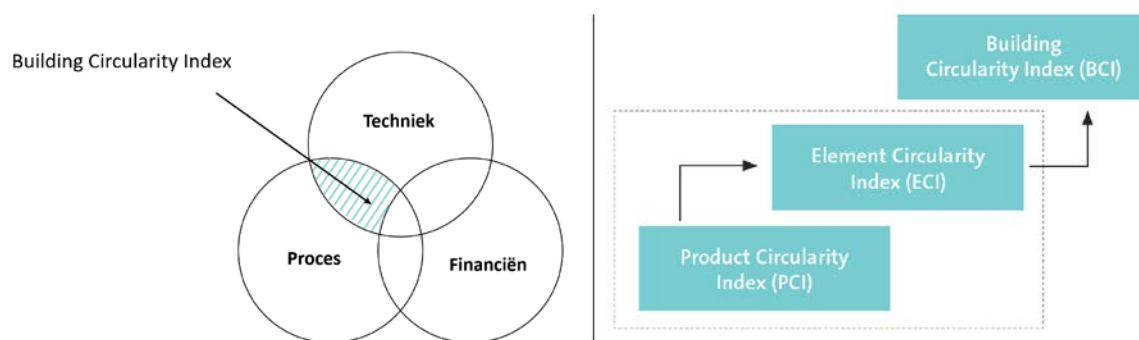 Building Circularity Index
Techniek
Proces
Financiën
Building
Circularity Index (BCI)
Element Circularity
Index (ECI)
Product Circularity
Index (PCI)